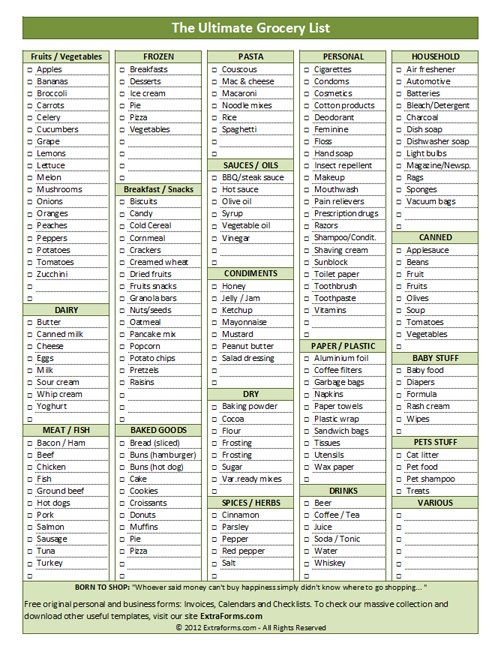 The Ultimate Grocery List
Fruits / Vegetables
Apples
Bananas
Broccoli
Carrots
Celery
Cucumbers
Grape
Lemons
Lettuce
Melon
Mushrooms
Onions
Oranges
Peaches
Peppers
Potatoes
Tomatoes
Zucchini
DAIRY
Butter
Canned milk
Cheese
Eggs
Milk
Sour cream
Whip cream
Yoghurt
MEAT / FISH
Bacon / Ham
Beef
Chicken
Fish
Ground beef
Hot dogs
Pork
Salmon
Sausage
Tuna
Turkey
FROZEN
Breakfasts
Desserts
Ice cream
Pie
Pizza
Vegetables
Breakfast / Snacks
Biscuits
Candy
Cold Cereal
Cornmeal
Crackers
Creamed wheat
Dried fruits
Fruits snacks
Granola bars
Nuts/seeds
Oatmeal
Pancake mix
Popcorn
Potato chips
Pretzels
Raisins
BAKED GOODS
Bread (sliced)
Buns (hamburger)
Buns (hot dog)
Cake
Cookies
Croissants
Donuts
Muffins
Pie
Pizza
PASTA
Couscous
Mac & cheese
Macaroni
Noodle mixes
Rice
Spaghetti
SAUCES / OILS
BBQ/steak sauce
Hot sauce
Olive oil
Syrup
Vegetable oil
Vinegar
CONDIMENTS
Honey
Jelly / Jam
Ketchup
Mayonnaise
Mustard
Peanut butter
Salad dressing
DRY
Baking powder
Cocoa
Flour
Frosting
Frosting
Sugar
Var.ready mixes
SPICES / HERBS
Cinnamon
Parsley
Pepper
Red pepper
Salt
PERSONAL
Cigarettes
Condoms
Cosmetics
Cotton products
Deodorant
Feminine
Floss
Hand soap
Insect repellent
Makeup
Mouthwash
Pain relievers
Prescription drugs
Razors
Shampoo/Condit.
Shaving cream
Sunblock
Toilet paper
Toothbrush
Toothpaste
Vitamins
PAPER / PLASTIC
Aluminium foil
Coffee filters
Garbage bags
Napkins
Paper towels
Plastic wrap
Sandwich bags
Tissues
Utensils
Wax paper
DRINKS
Beer
Coffee / Tea
Juice
Soda / Tonic
Water
Whiskey
HOUSEHOLD
Air freshener
Automotive
Batteries
Bleach/Detergent
Charcoal
Dish soap
Dishwasher soap
Light bulbs
Magazine/Newsp.
Rags
Sponges
Vacuum bags
CANNED
Applesauce
Beans
Fruit
Fruits
Olives
Soup
Tomatoes
Vegetables
BABY STUFF
Baby food
Diapers
Formula
Rash cream
Wipes
PETS STUFF
Cat litter
Pet food
Pet shampoo
Treats
VARIOUS
BORN TO SHOP: "Whoever said money can't buy happiness simply didn't know where to go shopping... "
Free original personal and business forms: Invoices, Calendars and Checklists. To check our massive collection and
download other useful templates, visit our site ExtraForms.com
© 2012 Extraforms.com - All Rights Reserved